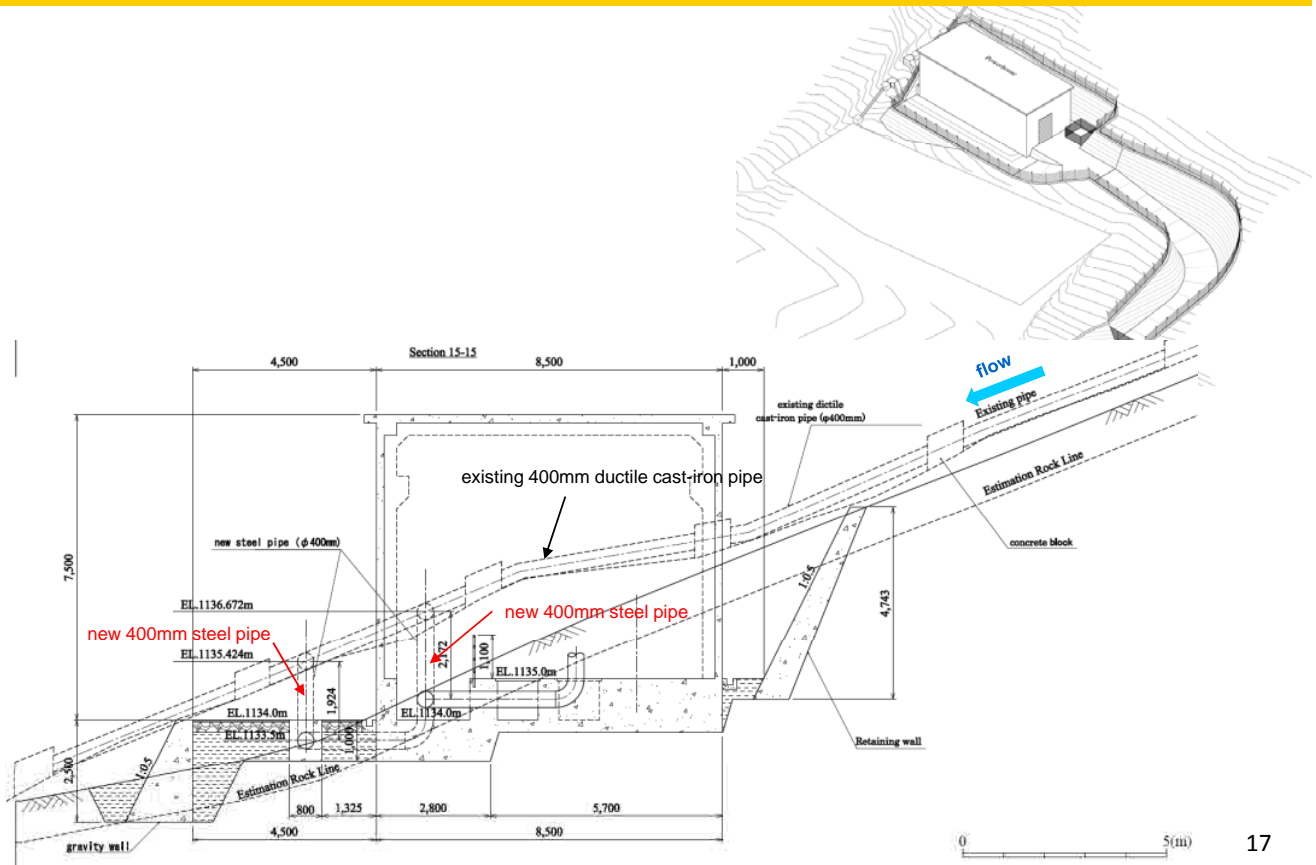 Powerhouse
Section 15-15
4,500
8,500
1,000
flow
existing dictile
cast-iron pipe (φ400mm)
Existing pipe
Estimation Rock Line
existing 400mm ductile cast-iron pipe
concrete block
new steel pipe (φ400mm)
7,500
1:0.5
4,743
EL.1136.672m
new 400mm steel pipe
new 400mm steel pipe
EL.1135.424m
2,172
1,100
EL.1135.0m
1,924
EL.1134.0m
EL.1134.0m
EL.1133.5m
1,000
Retaining wall
2,500
1:0.5
Estimation Rock Line
800
1,325
2,800
5,700
4,500
8,500
gravity wall
0
5(m)
17